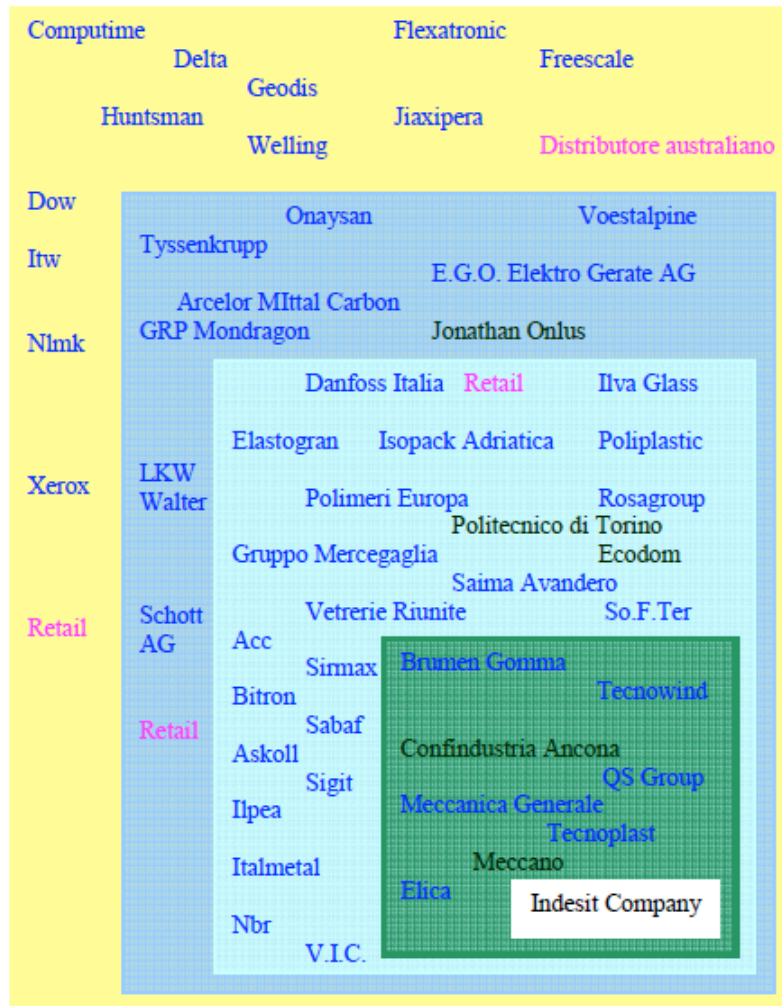 Computime Flexatronic
Delta Freescale
Geodis
Huntsman Jiaxipera
Welling Distributore australiano
Dow
Onaysan Voestalpine
Tyssenkrupp
Itw
E.G.O. Elektro Gerate AG
Arcelor MIttal Carbon
GRP Mondragon Jonathan Onlus
Nlmk
Danfoss Italia Retail Ilva Glass
Elastogran Isopack Adriatica Poliplastic
LKW
Xerox
Walter Polimeri Europa Rosagroup
Politecnico di Torino
Gruppo Mercegaglia Ecodom
Saima Avandero
Schott Vetrerie Riunite So.F.Ter
Retail
AG Acc
Sirmax Brumen Gomma
Bitron Tecnowind
Retail Sabaf
Askoll Confindustria Ancona
Sigit QS Group
Ilpea Meccanica Generale
Tecnoplast
Italmetal Meccano
Elica
Indesit Company
Nbr
V.I.C.